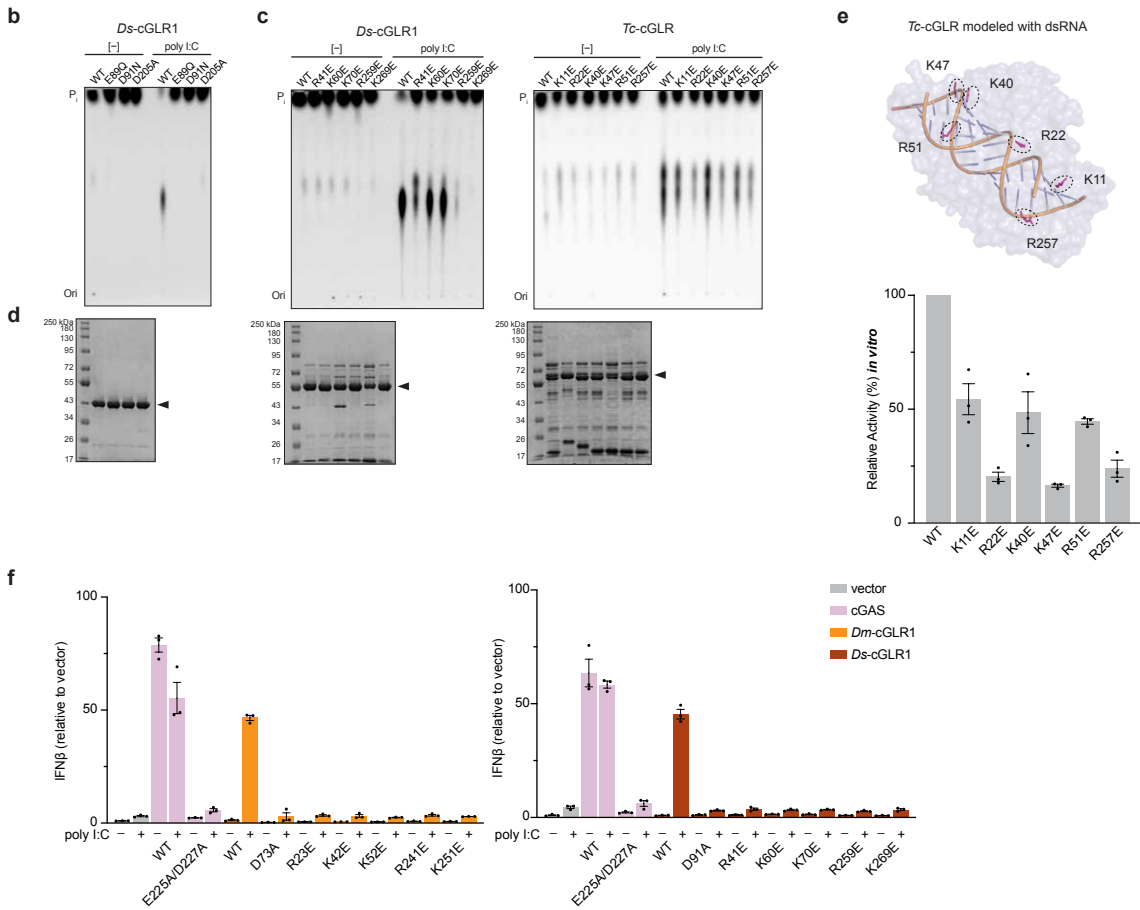 b
Ds-cGLR1
[–] poly I:C
WT E89Q D91N D205A WT E89Q D91N D205A
Pi
Ori
c
Ds-cGLR1
[–] poly I:C
WT R41E K60E K70E R259E K269E WT R41E K60E K70E R259E K269E
Pi
Ori
Tc-cGLR
[–] poly I:C
WT K11E R22E K40E K47E R51E R257E WT K11E R22E K40E K47E R51E R257E
d
250 kDa
180
130
95
72
55
43
34
26
17
250 kDa
180
130
95
72
55
43
34
26
17
250 kDa
180
130
95
72
55
43
34
26
17
e
Tc-cGLR modeled with dsRNA
K47
K40
R51
R22
K11
R257
Relative Activity (%) in vitro
100
50
0
WT K11E R22E K40E K47E R51E R257E
f
IFNβ (relative to vector)
100
50
0
poly I:C – + – + – + – + – + – + – + – + – + – +
WT E225A/D227A WT D73A R23E K42E K52E R241E K251E
IFNβ (relative to vector)
100
50
0
poly I:C – + – + – + – + – + – + – + – + – + – +
WT E225A/D227A WT D91A R41E K60E K70E R259E K269E
vector
cGAS
Dm-cGLR1
Ds-cGLR1